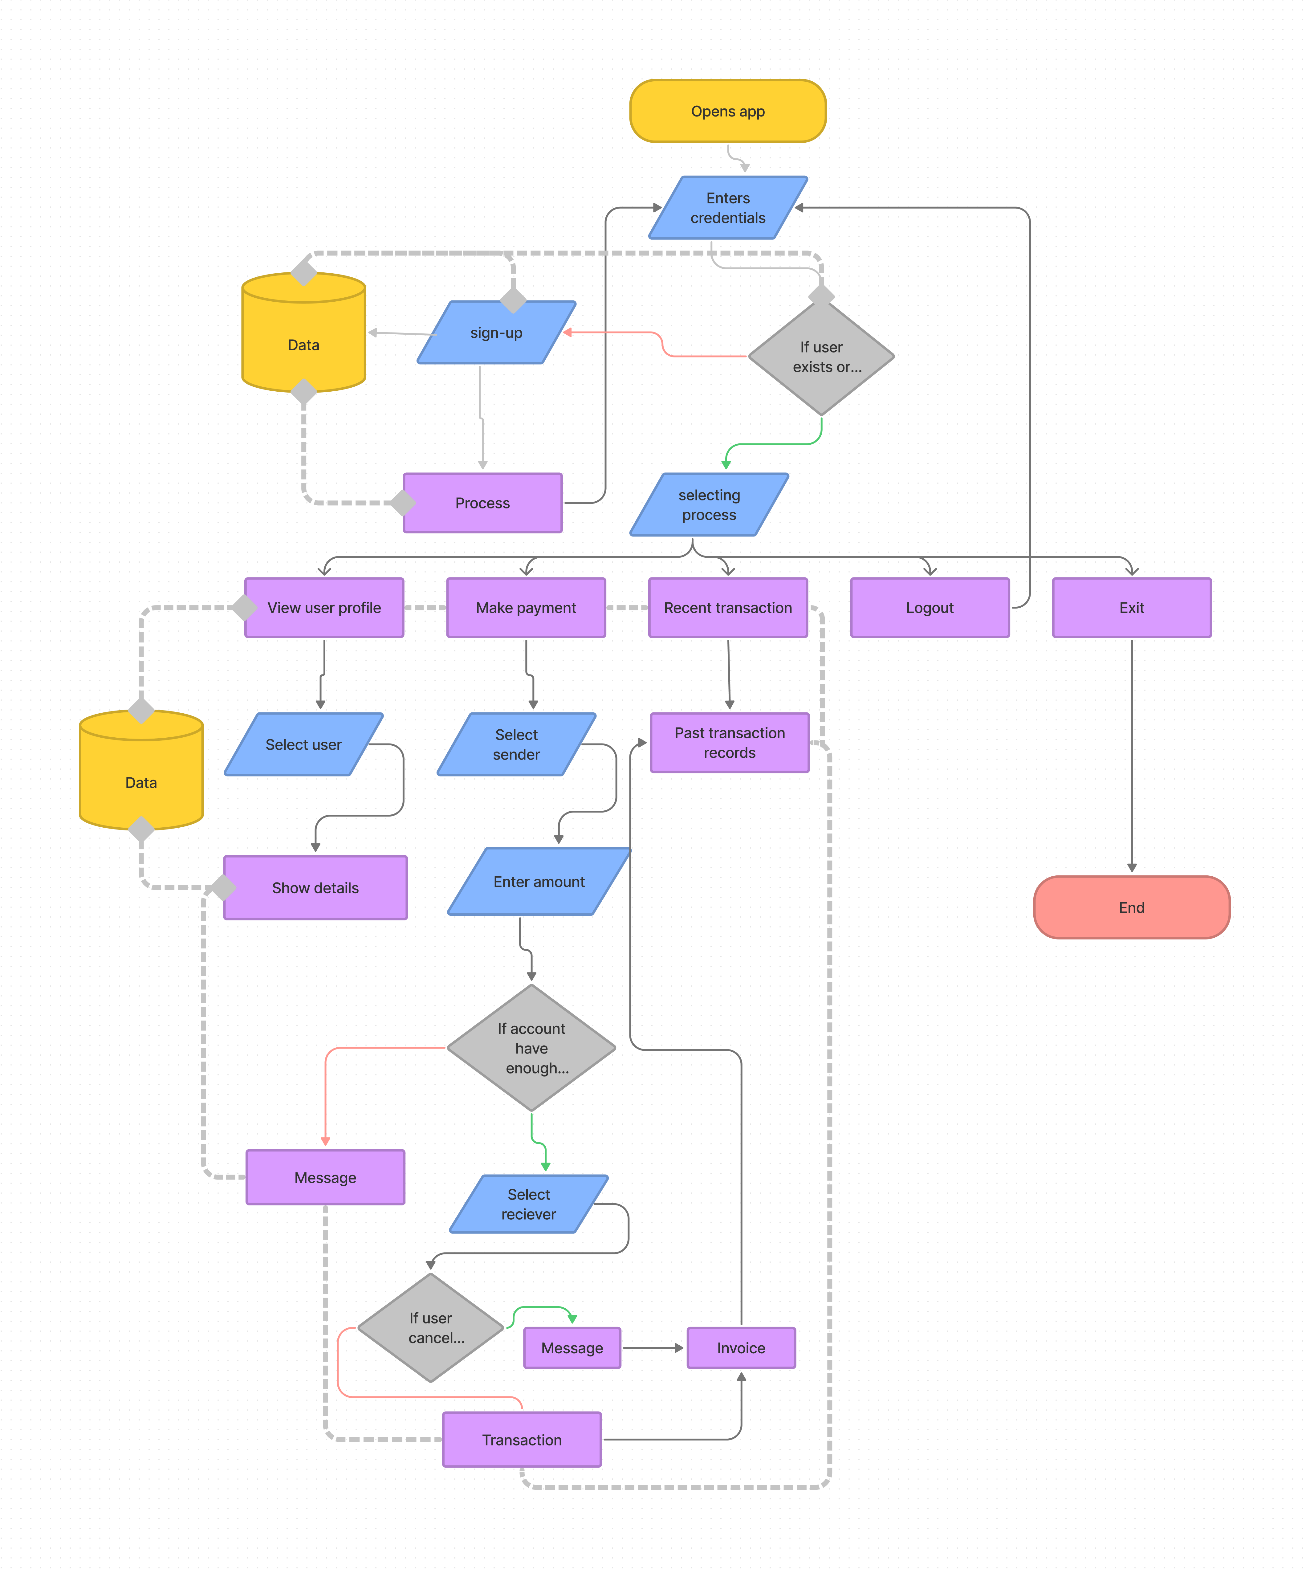 Opens app
Enters
credentials
sign-up
Data
If user
exists or...
Process
selecting
process
View user profile
Make payment
Recent transaction
Logout
Exit
Select user
Select
sender
Past transaction
records
Data
Show details
Enter amount
End
If account
have
enough...
Message
Select
reciever
If user
cancel...
Message
Invoice
Transaction